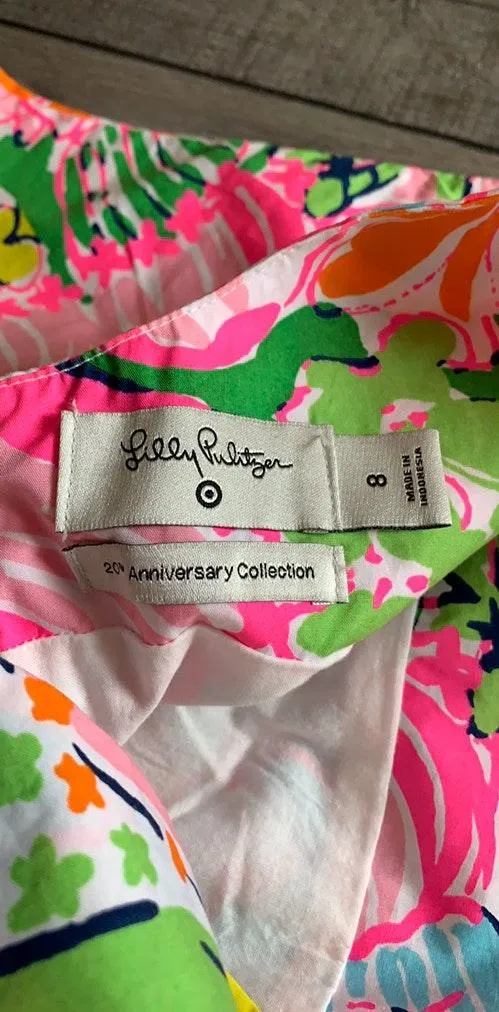 Lilly Pulitzer
8
MADE IN
INDONESIA
20th Anniversary Collection